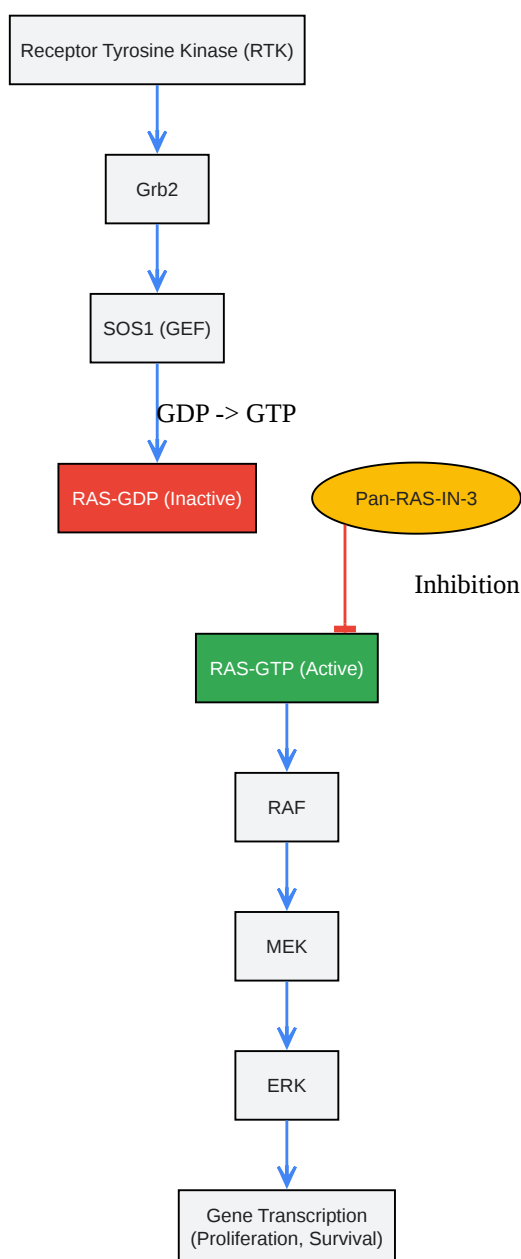 Receptor Tyrosine Kinase (RTK)
Grb2
SOS1 (GEF)
GDP -> GTP
RAS-GDP (Inactive)
Pan-RAS-IN-3
Inhibition
RAS-GTP (Active)
RAF
MEK
ERK
Gene Transcription
(Proliferation, Survival)